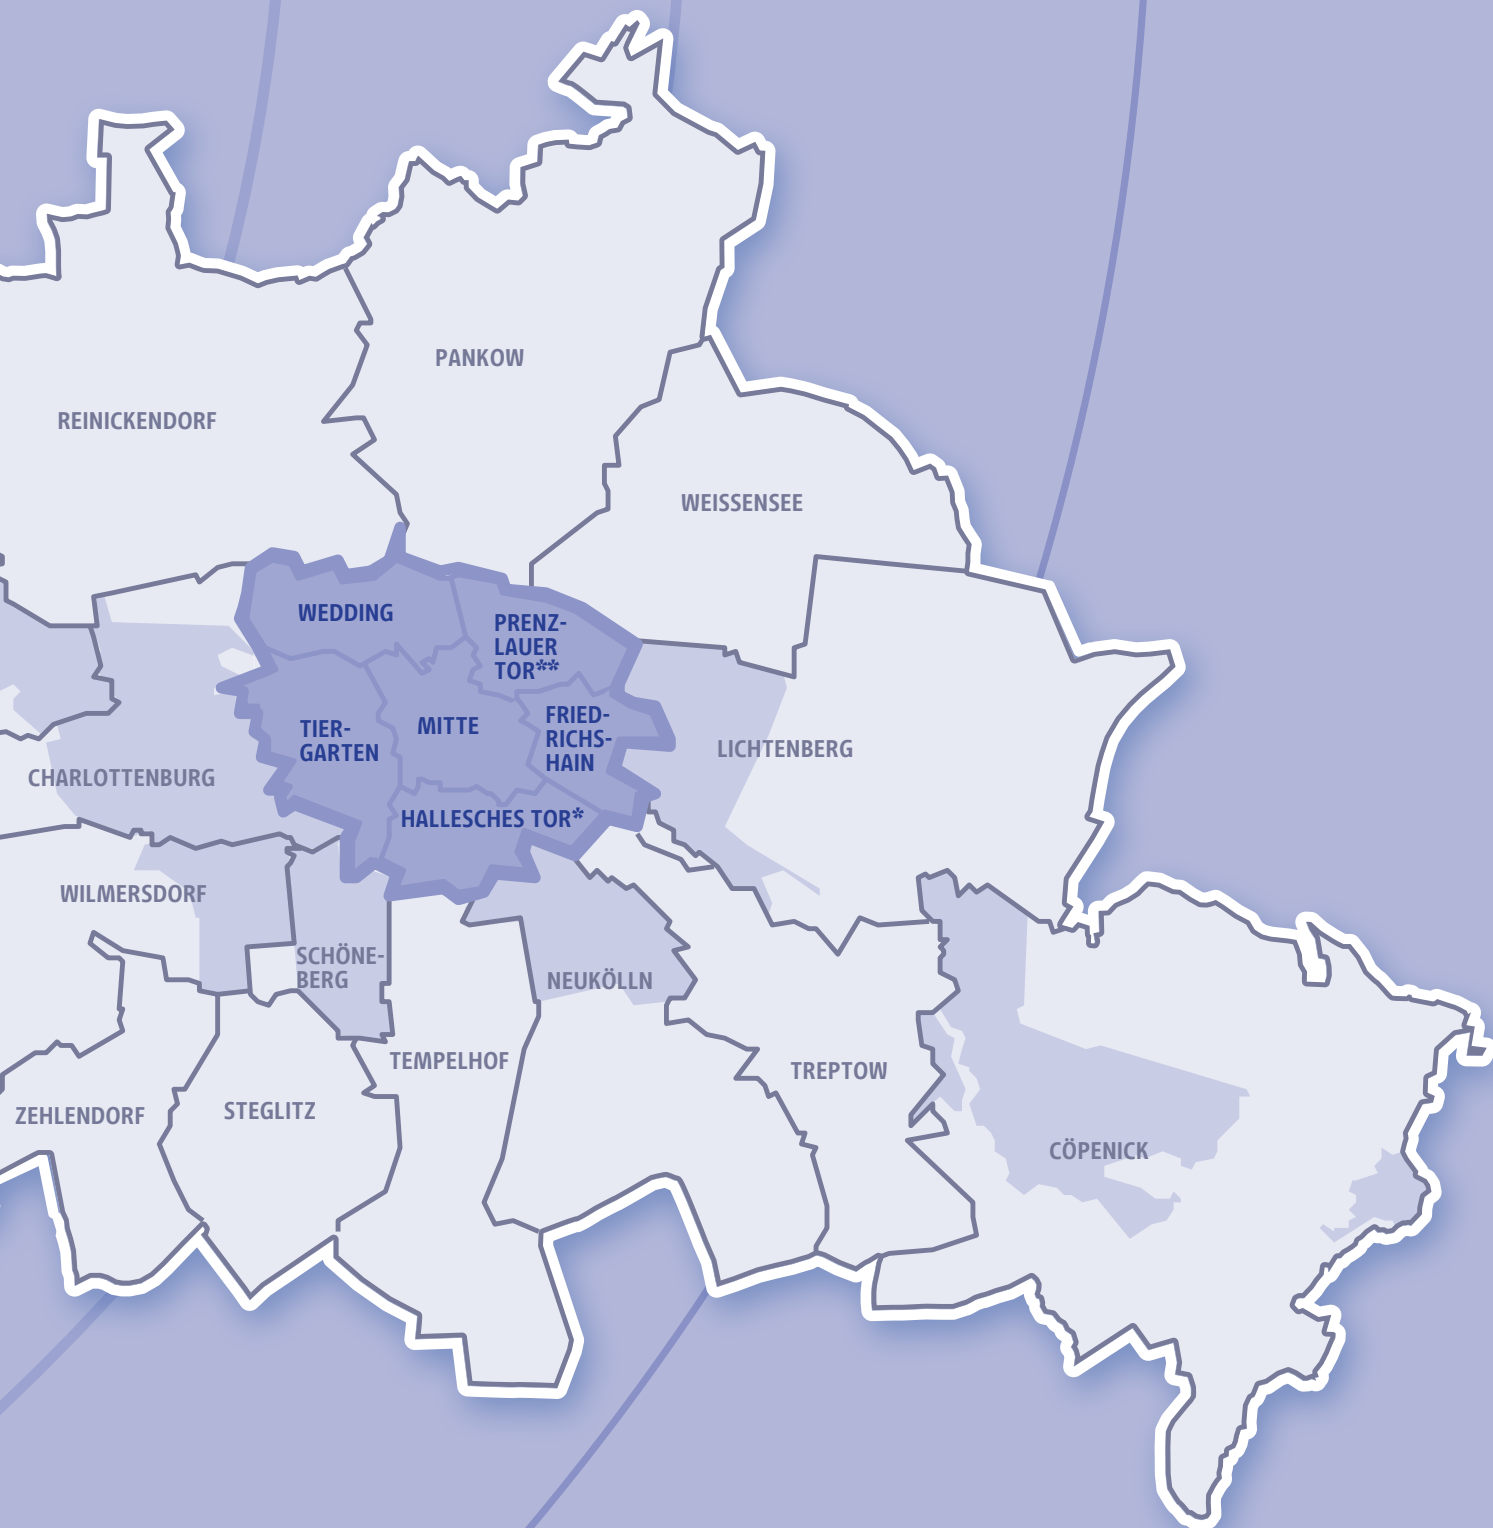 PANKOW
REINICKENDORF
WEISSENSEE
WEDDING
PRENZ-
LAUER
TOR**
TIER-
GARTEN
MITTE
FRIED-
RICHS-
HAIN
LICHTENBERG
CHARLOTTENBURG
HALLESCHES TOR*
WILMERSDORF
SCHÖNE-
BERG
NEUKÖLLN
TEMPELHOF
TREPTOW
ZEHLENDORF
STEGLITZ
CÖPENICK